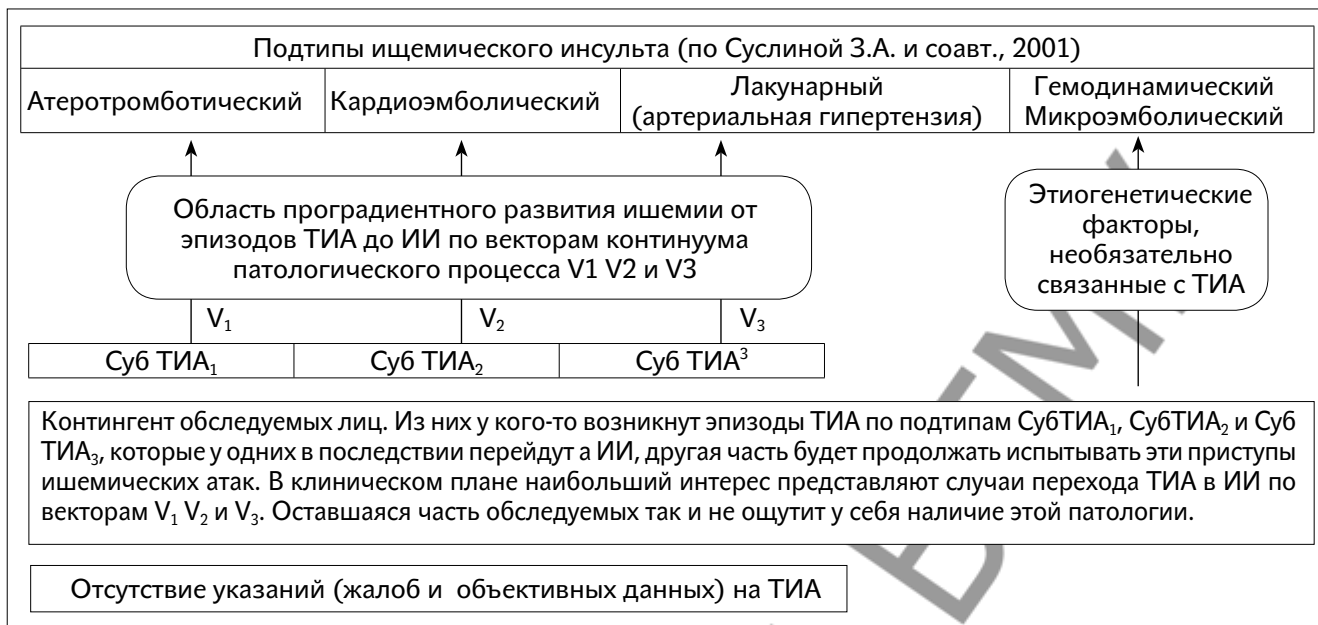 Подтипы ищемического инсульта (по Суслиной З.А. и соавт., 2001)
Атеротромботический
Кардиоэмболический
Лакунарный
(артериальная гипертензия)
Гемодинамический
Микроэмболический
Область проградиентного развития ишемии от
эпизодов ТИА до ИИ по векторам континуума
патологического процесса V1 V2 и V3
Этиогенетические
факторы,
необязательно
связанные с ТИА
V₁
V₂
V₃
Суб ТИА₁
Суб ТИА₂
Суб ТИА³
Контингент обследуемых лиц. Из них у кого-то возникнут эпизоды ТИА по подтипам СубТИА₁, СубТИА₂ и Суб
ТИА₃, которые у одних в последствии перейдут а ИИ, другая часть будет продолжать испытывать эти приступы
ишемических атак. В клиническом плане наибольший интерес представляют случаи перехода ТИА в ИИ по
векторам V₁ V₂ и V₃. Оставшаяся часть обследуемых так и не ощутит у себя наличие этой патологии.
Отсутствие указаний (жалоб и объективных данных) на ТИА